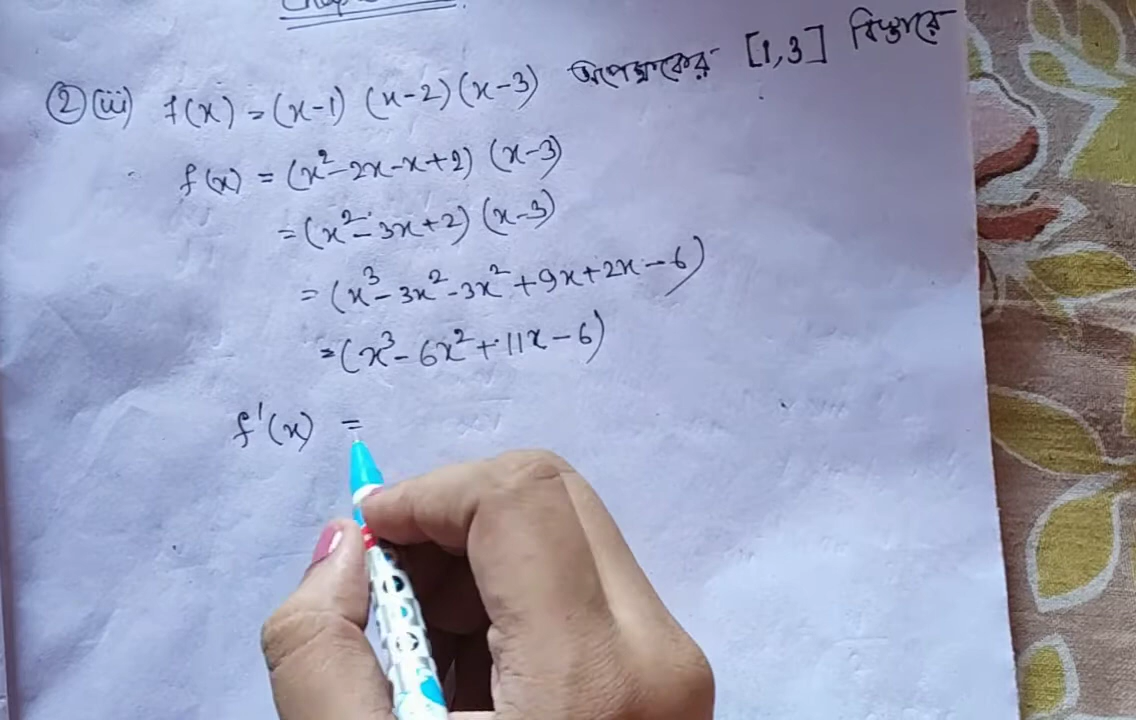 ②(iii) f(x) = (x-1) (x-2) (x-3) অপেক্ষকের [1,3] বিস্তারে
f(x) = (x²-2x-x+2) (x-3)
= (x²-3x+2) (x-3)
= (x³-3x²-3x²+9x+2x-6)
= (x³-6x²+11x-6)
f'(x) =